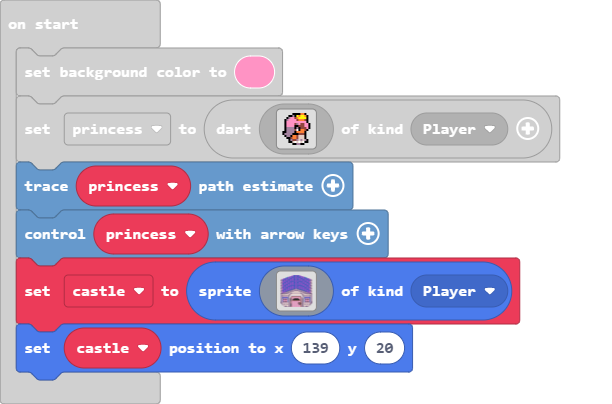 on start
set background color to
set princess to dart of kind Player
trace princess path estimate
control princess with arrow keys
set castle to sprite of kind Player
set castle position to x 139 y 20